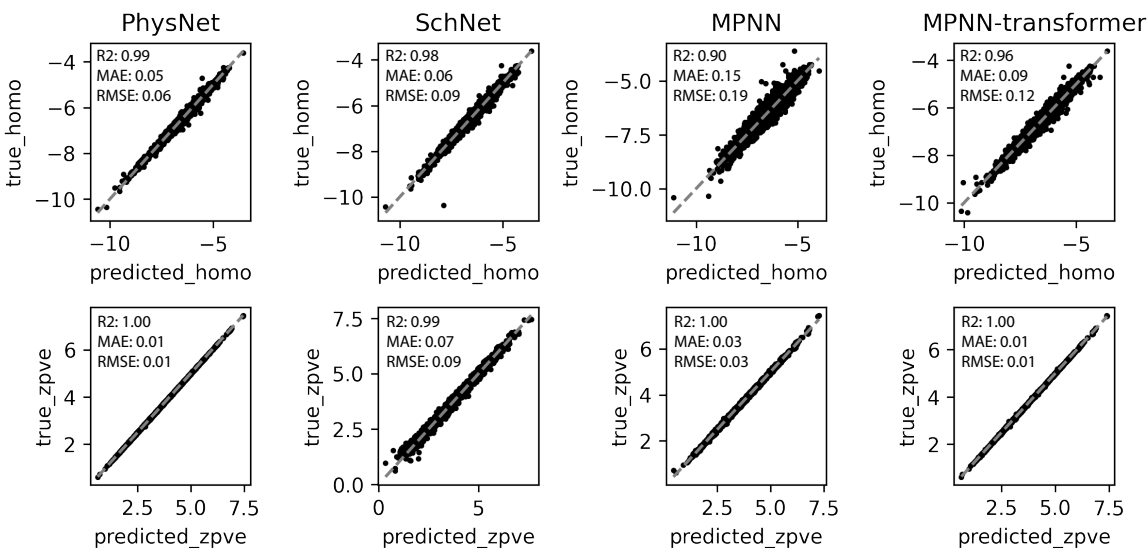 PhysNet
SchNet
MPNN
MPNN-transformer
R2: 0.99
MAE: 0.05
RMSE: 0.06
−4
−6
−8
−10
true_homo
−10
−5
predicted_homo
R2: 0.98
MAE: 0.06
RMSE: 0.09
−4
−6
−8
−10
true_homo
−10
−5
predicted_homo
R2: 0.90
MAE: 0.15
RMSE: 0.19
−5.0
−7.5
−10.0
true_homo
−10
−5
predicted_homo
R2: 0.96
MAE: 0.09
RMSE: 0.12
−4
−6
−8
−10
true_homo
−10
−5
predicted_homo
R2: 1.00
MAE: 0.01
RMSE: 0.01
6
4
2
true_zpve
2.5
5.0
7.5
predicted_zpve
R2: 0.99
MAE: 0.07
RMSE: 0.09
7.5
5.0
2.5
0.0
true_zpve
0
5
predicted_zpve
R2: 1.00
MAE: 0.03
RMSE: 0.03
6
4
2
true_zpve
2.5
5.0
7.5
predicted_zpve
R2: 1.00
MAE: 0.01
RMSE: 0.01
6
4
2
true_zpve
2.5
5.0
7.5
predicted_zpve